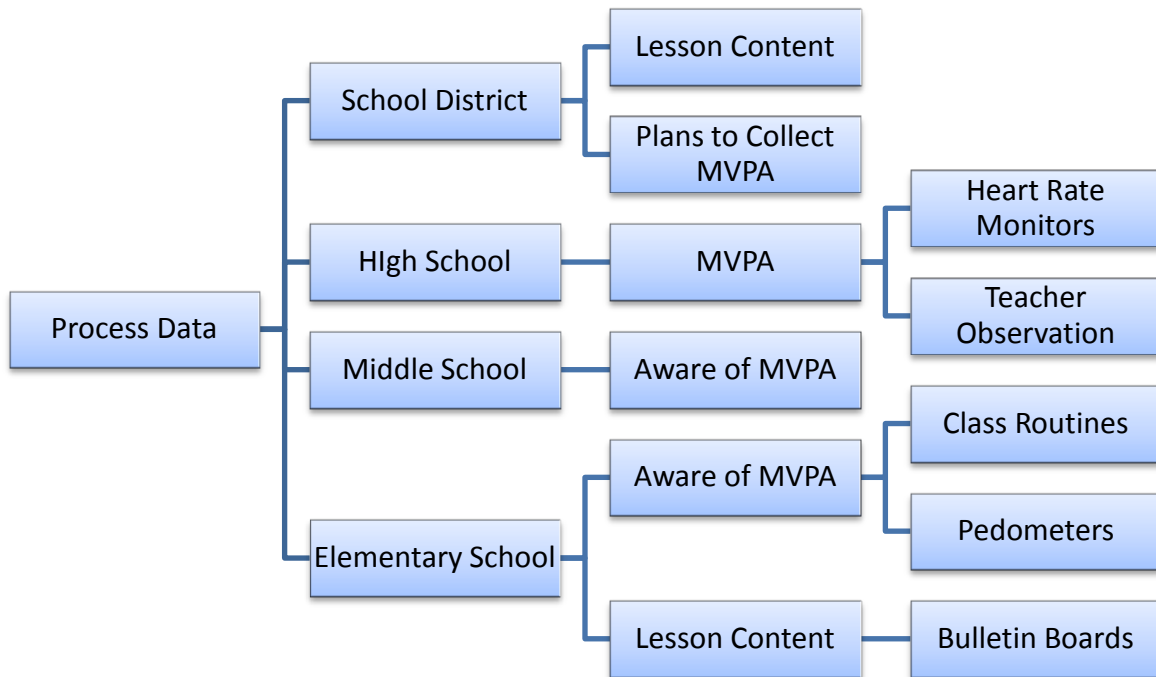 Process Data
School District
Lesson Content
Plans to Collect
MVPA
HIgh School
MVPA
Heart Rate
Monitors
Teacher
Observation
Middle School
Aware of MVPA
Elementary School
Aware of MVPA
Class Routines
Pedometers
Lesson Content
Bulletin Boards